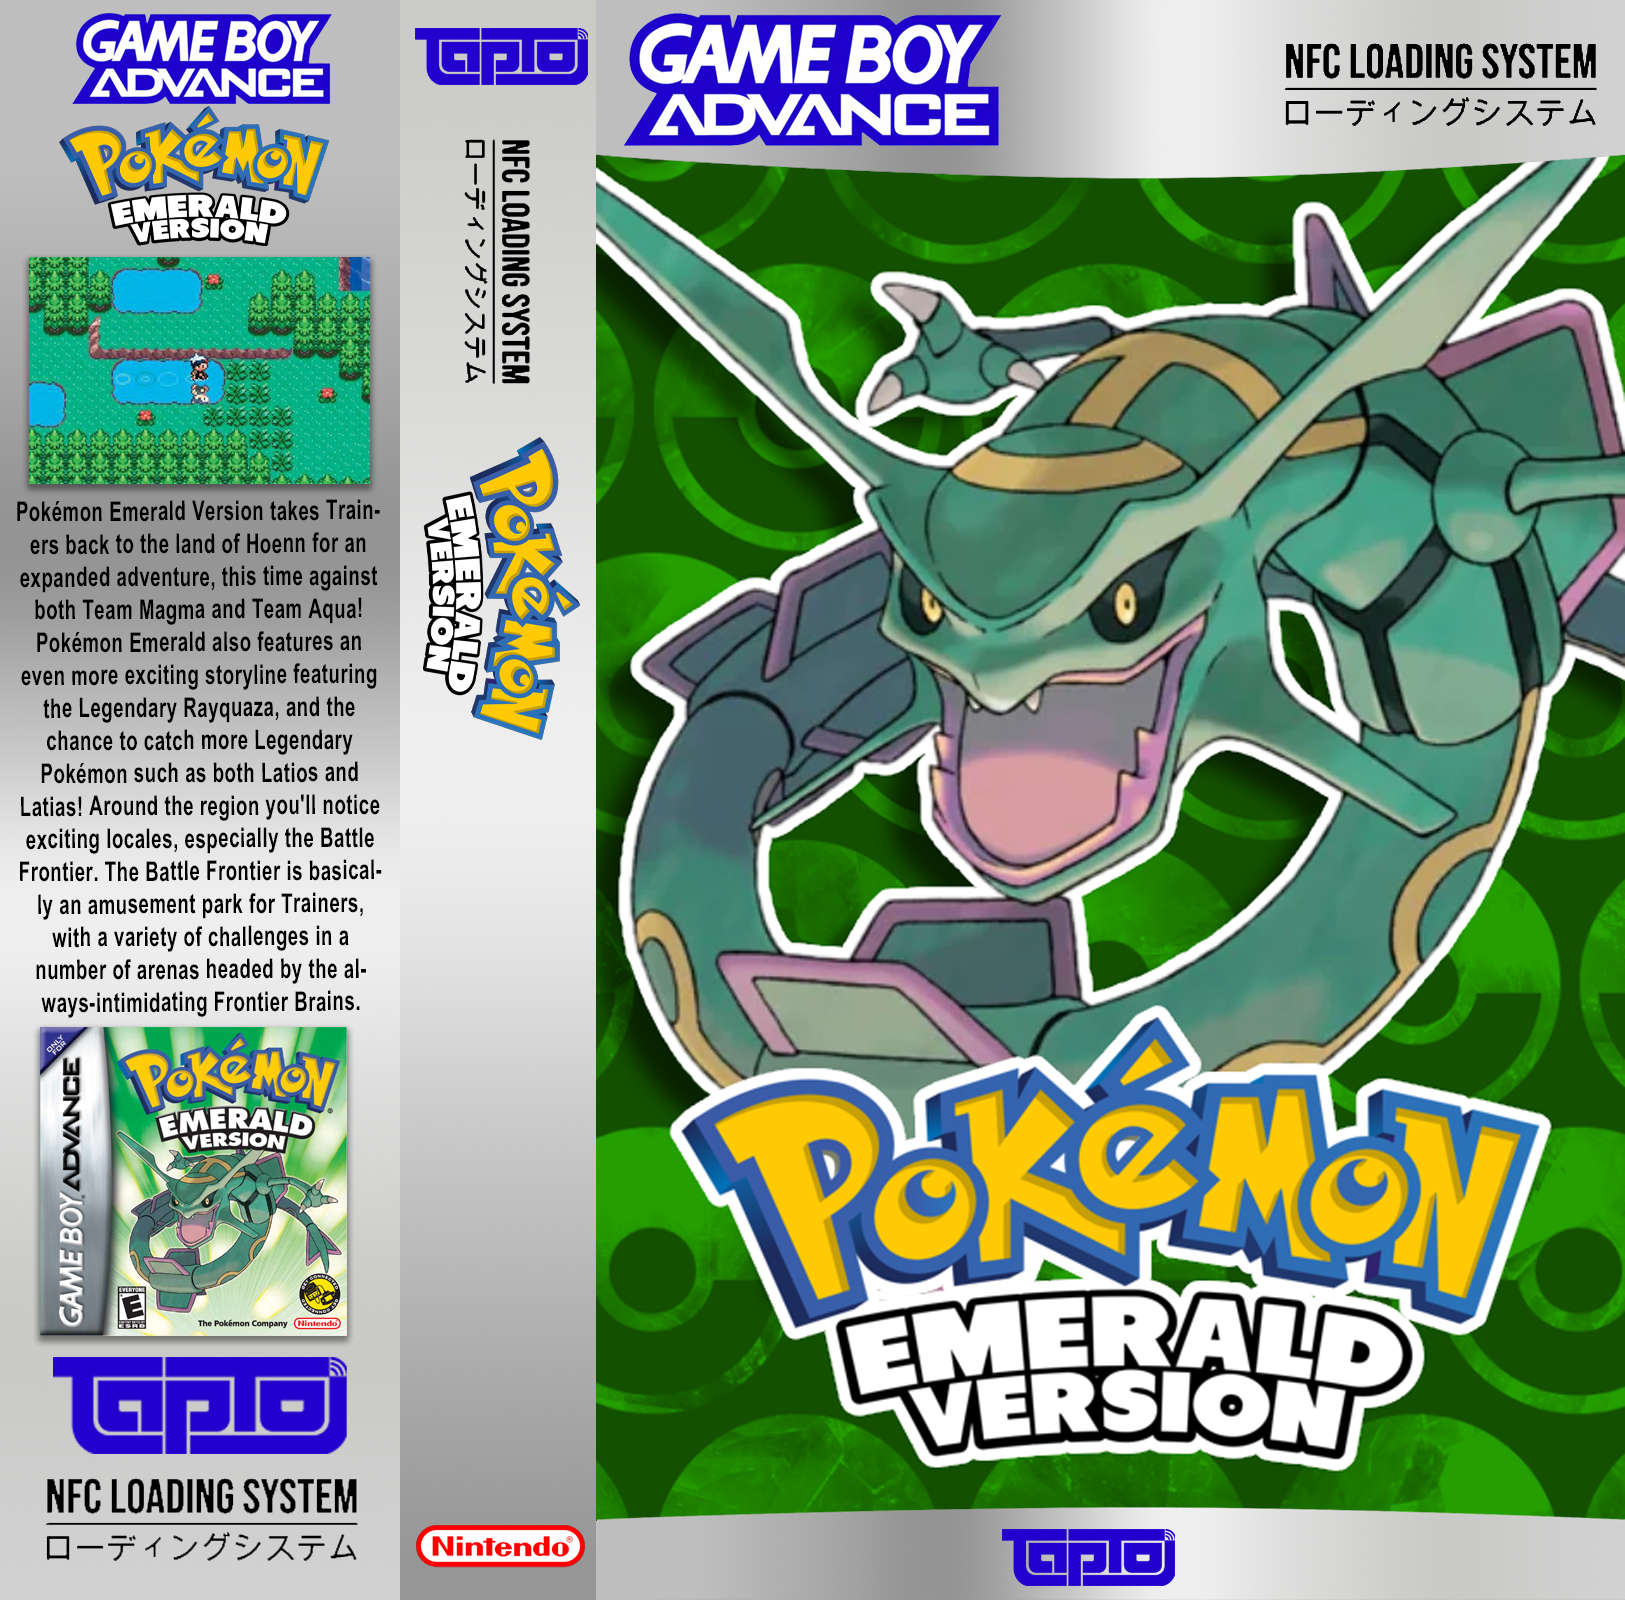 GAME BOY
ADVANCE
POKéMON
EMERALD
VERSION
Pokémon Emerald Version takes Train-
ers back to the land of Hoenn for an
expanded adventure, this time against
both Team Magma and Team Aqua!
Pokémon Emerald also features an
even more exciting storyline featuring
the Legendary Rayquaza, and the
chance to catch more Legendary
Pokémon such as both Latios and
Latias! Around the region you'll notice
exciting locales, especially the Battle
Frontier. The Battle Frontier is basical-
ly an amusement park for Trainers,
with a variety of challenges in a
number of arenas headed by the al-
ways-intimidating Frontier Brains.
ONLY
FOR
GAME BOY ADVANCE
POKéMON
EMERALD
VERSION
EVERYONE
E
ESRB
The Pokémon Company
Nintendo
TapTo
NFC LOADING SYSTEM
ローディングシステム
TapTo
NFC LOADING SYSTEM
ローディングシステム
POKéMON
EMERALD
VERSION
Nintendo®
GAME BOY
ADVANCE
NFC LOADING SYSTEM
ローディングシステム
POKéMON
EMERALD
VERSION
TapTo